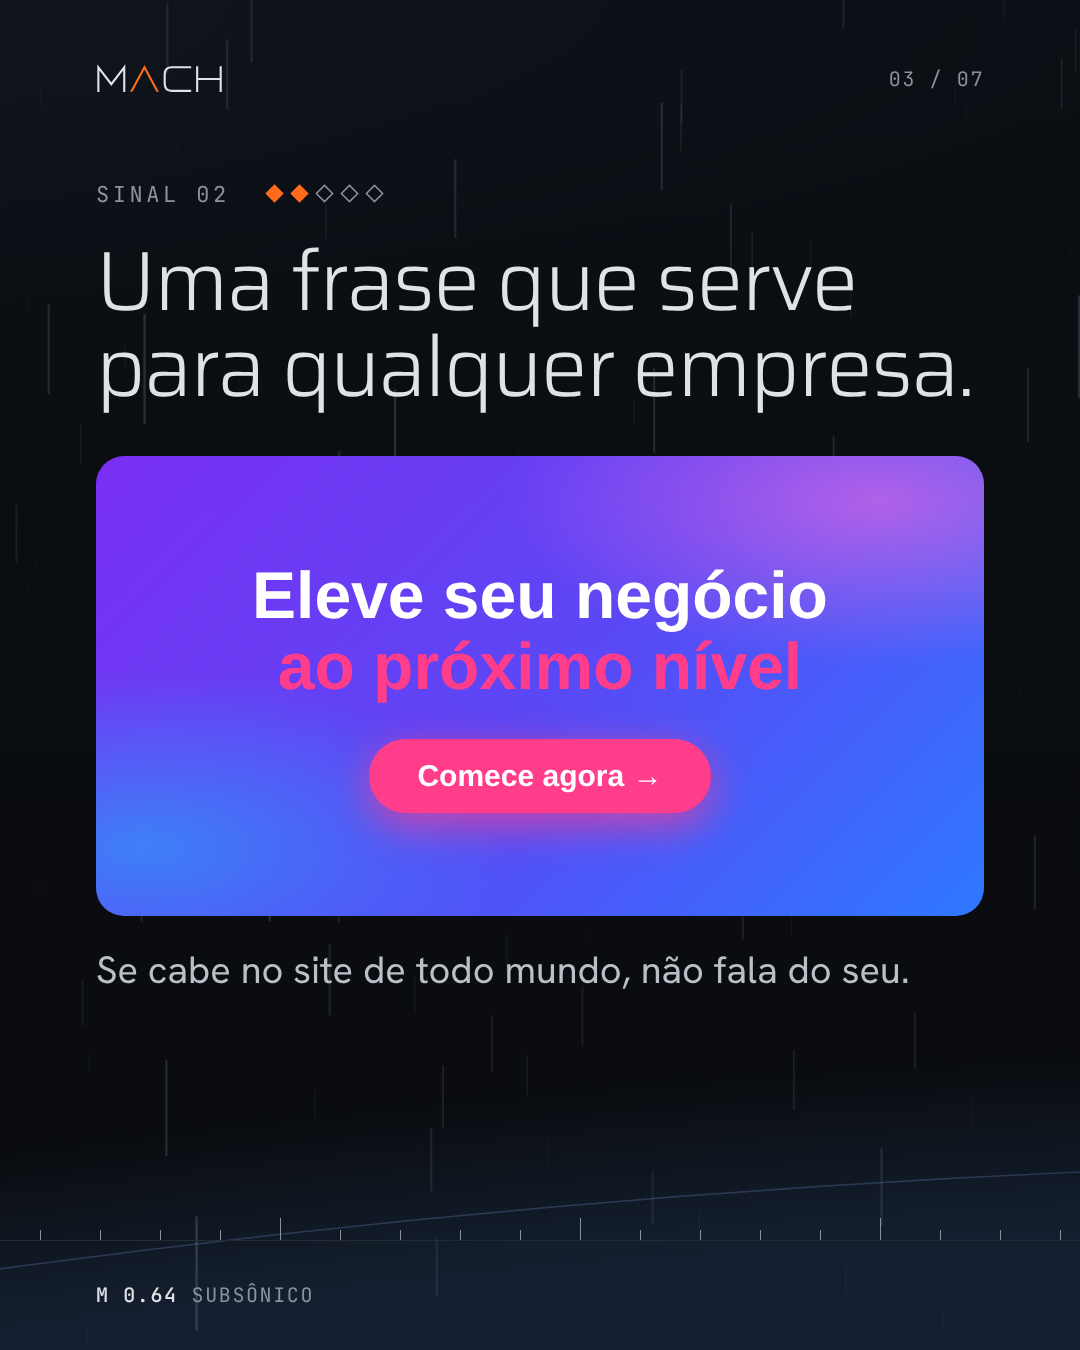 MACH
03 / 07
SINAL 02
Uma frase que serve
para qualquer empresa.
Eleve seu negócio
ao próximo nível
Comece agora →
Se cabe no site de todo mundo, não fala do seu.
M 0.64 SUBSÔNICO